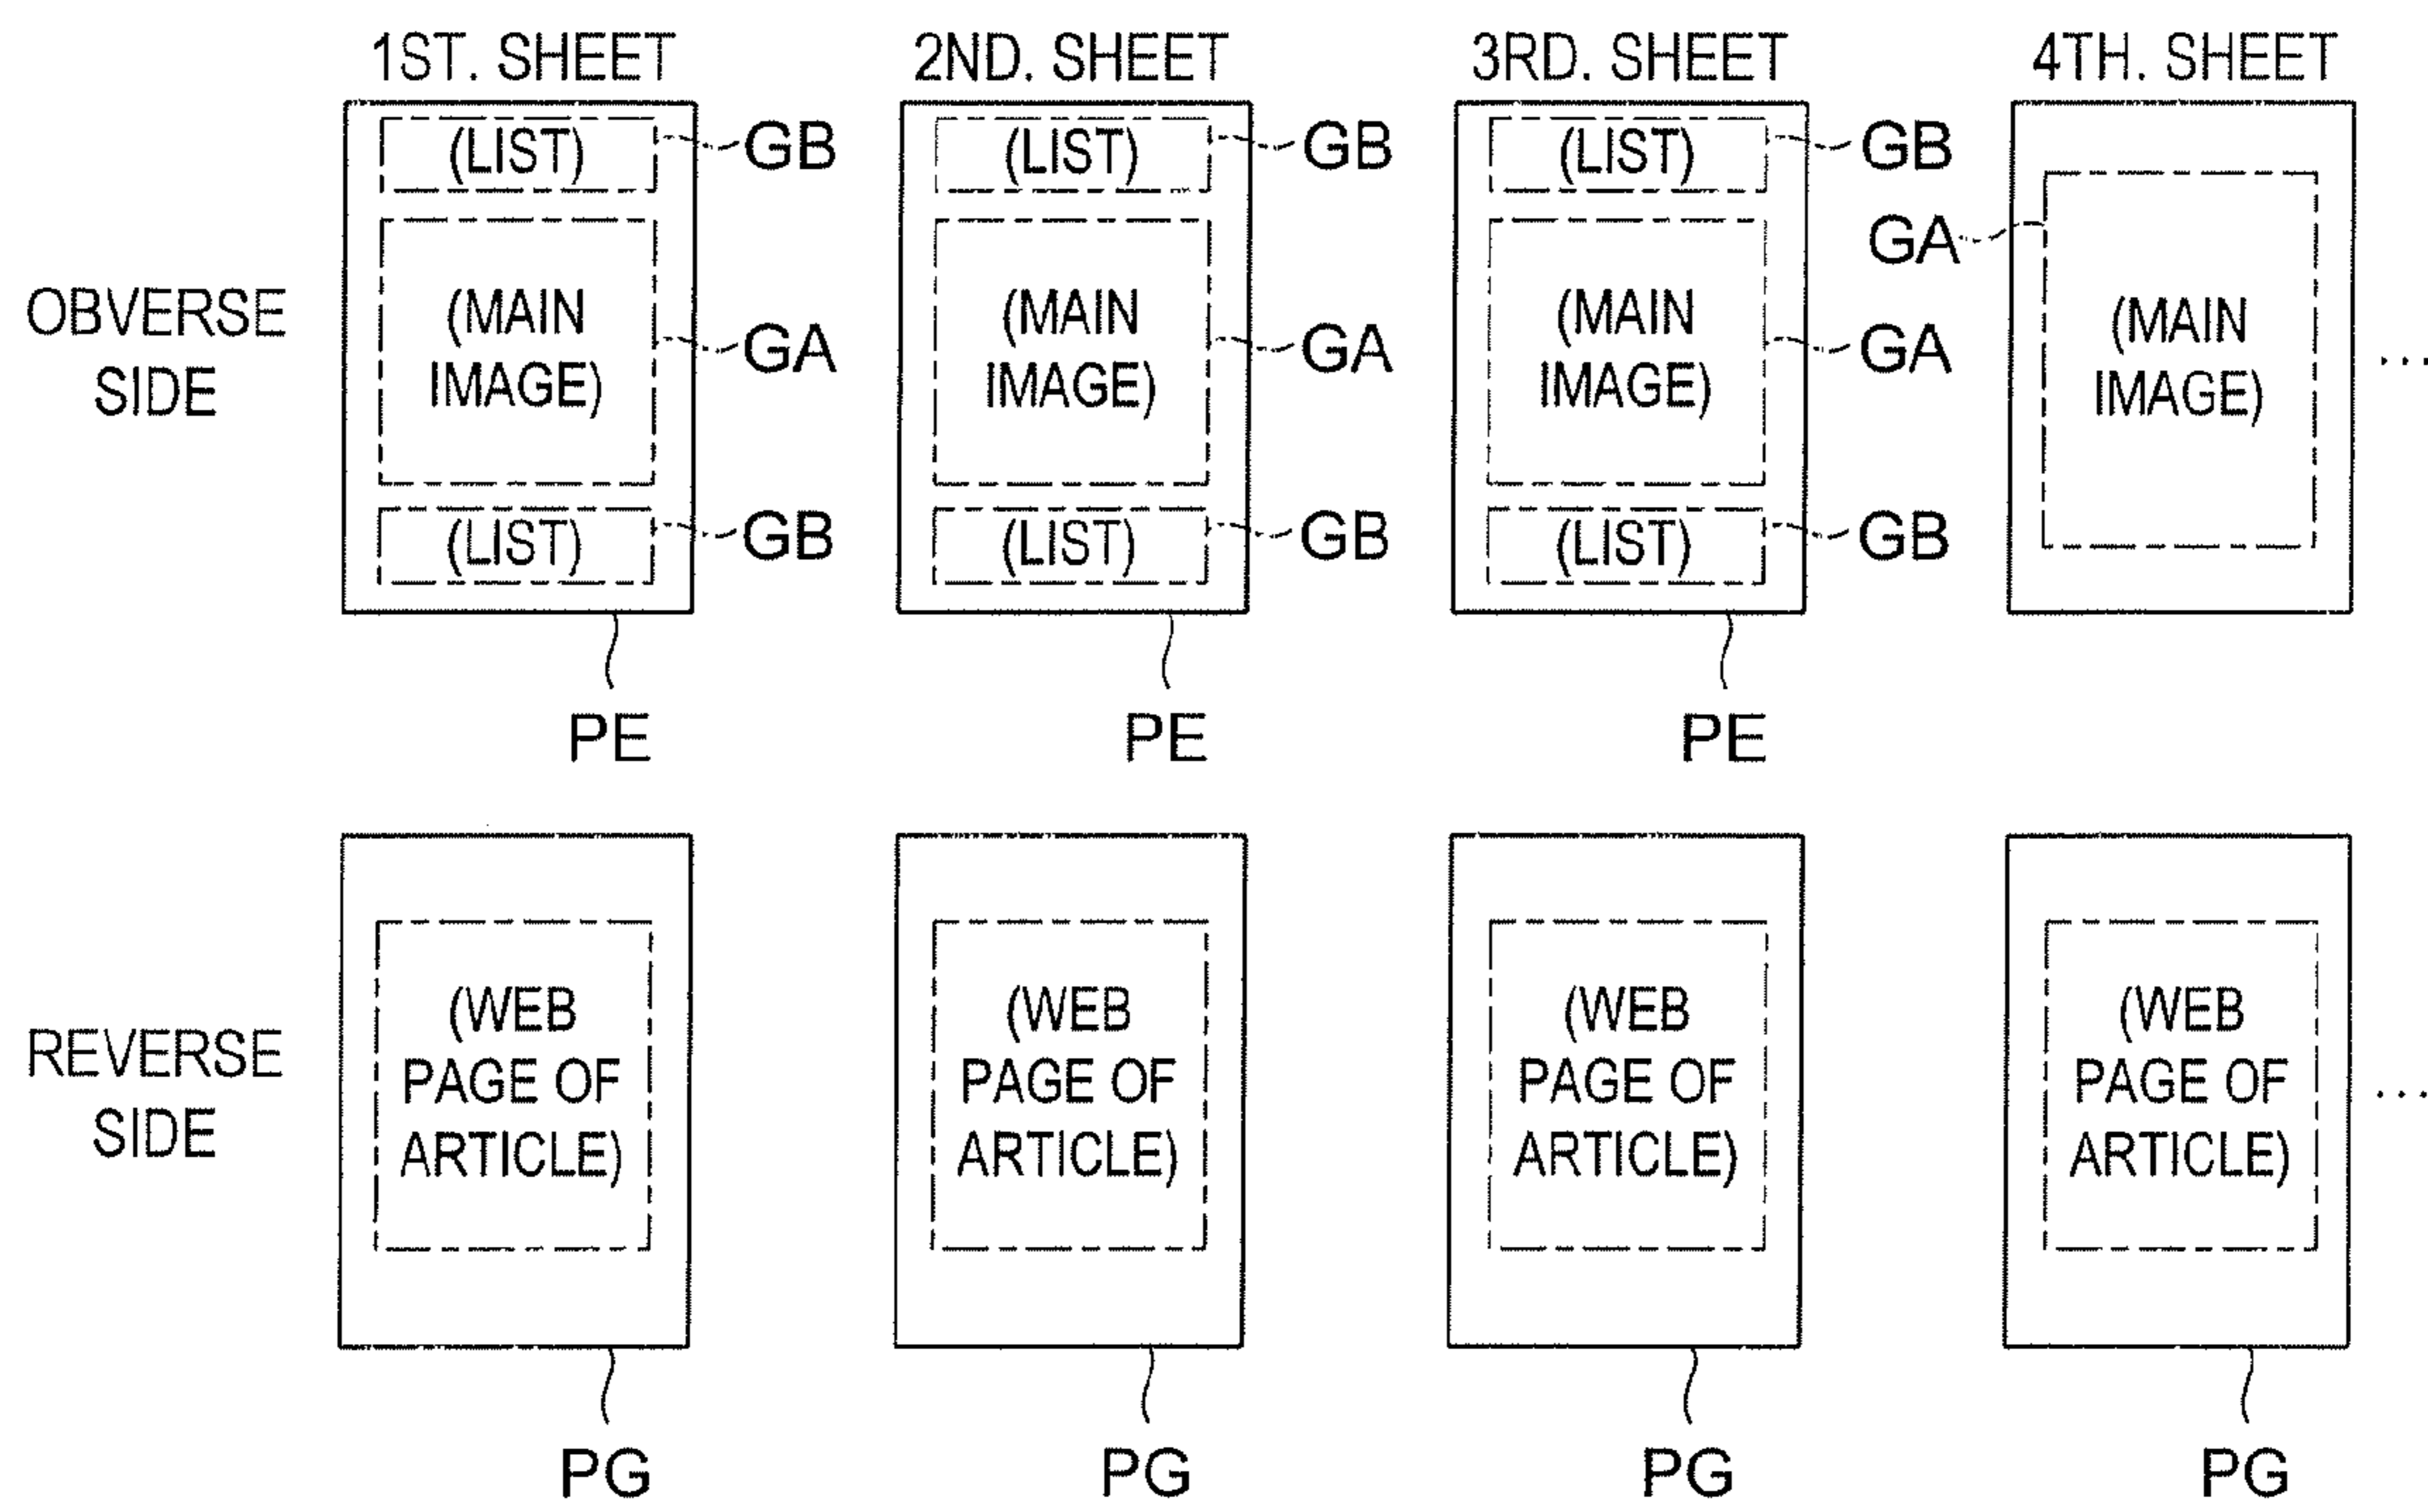 1ST. SHEET 2ND. SHEET 3RD. SHEET 4TH. SHEET
(LIST) GB (LIST) GB (LIST) GB
GA
OBVERSE
SIDE
(MAIN
IMAGE) GA (MAIN
IMAGE) GA (MAIN
IMAGE) GA (MAIN
IMAGE) ...
(LIST) GB (LIST) GB (LIST) GB
PE PE PE
REVERSE
SIDE
(WEB
PAGE OF
ARTICLE)
(WEB
PAGE OF
ARTICLE)
(WEB
PAGE OF
ARTICLE)
(WEB
PAGE OF
ARTICLE) ...
PG PG PG PG